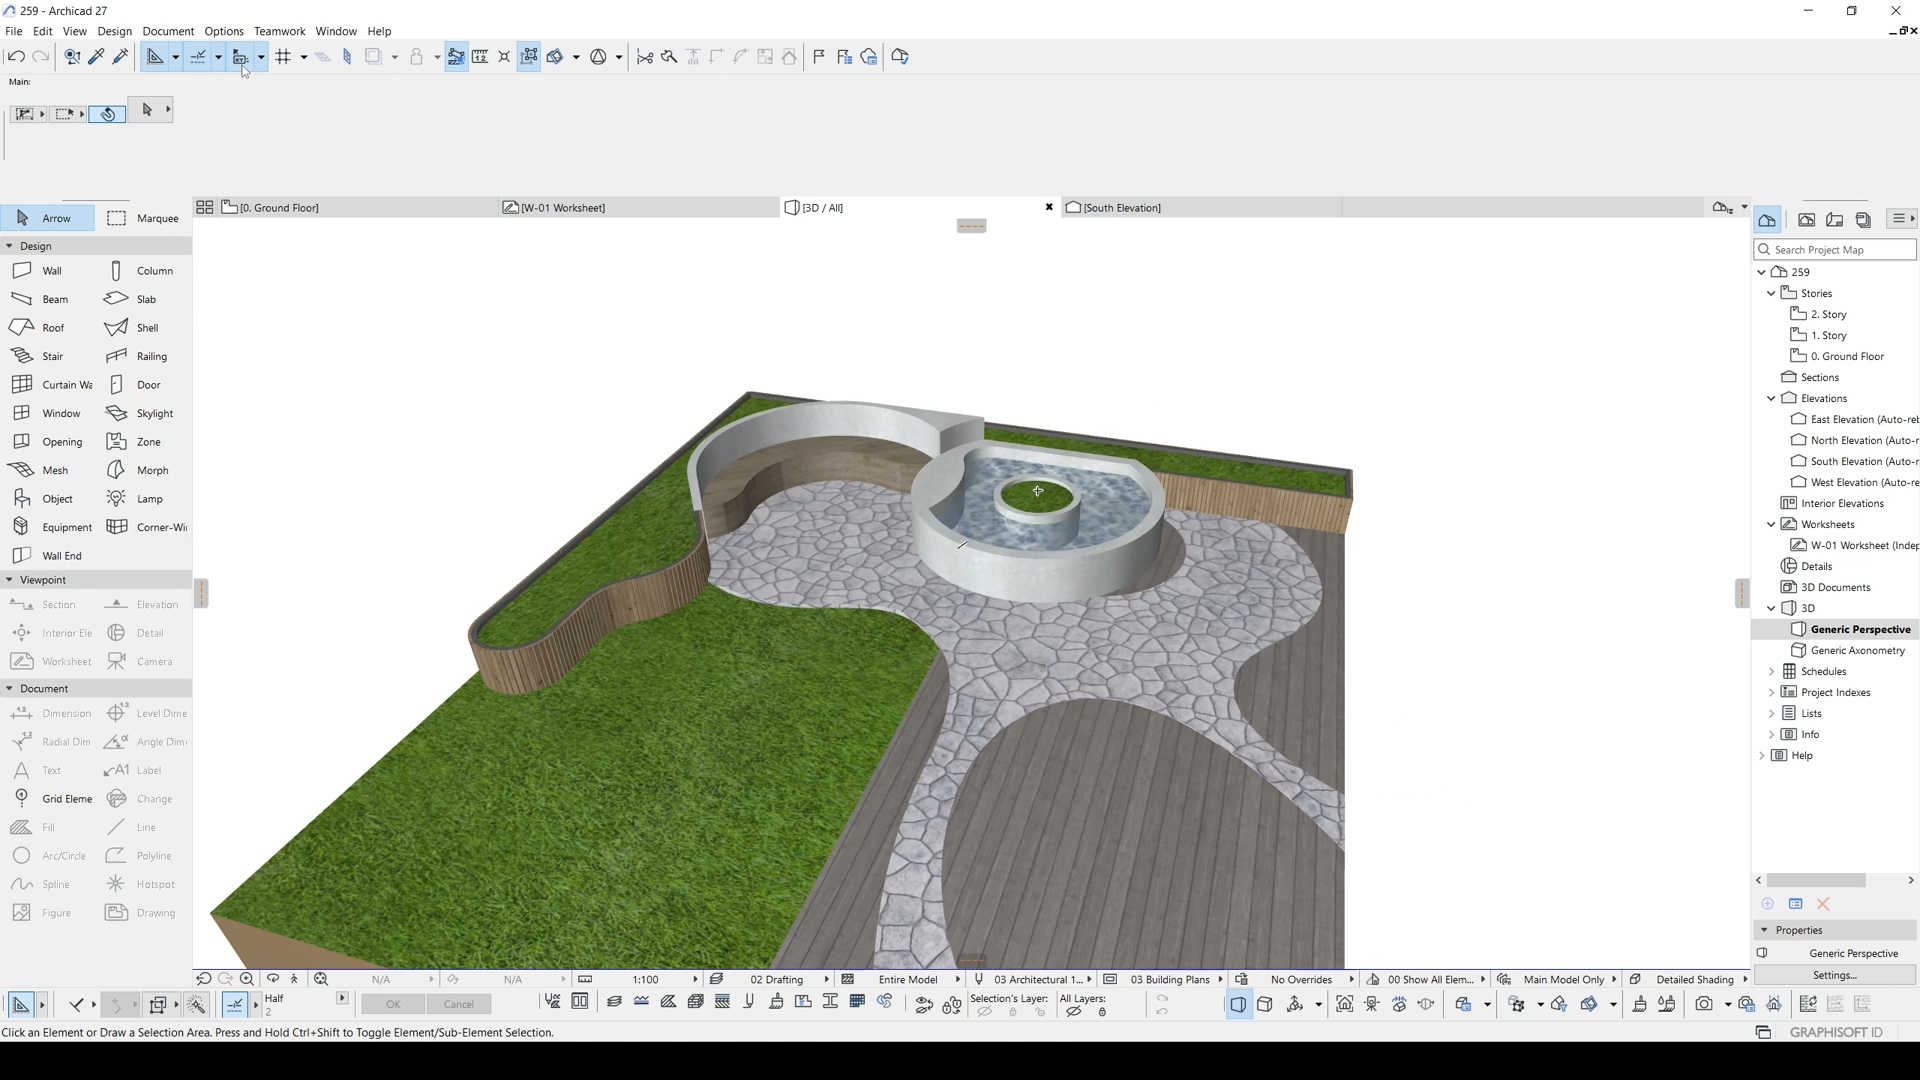 259 - Archicad 27
File Edit View Design Document Options Teamwork Window Help
Main:
[0. Ground Floor] [W-01 Worksheet] [3D / All] [South Elevation]
Arrow Marquee
Design
Wall Column
Beam Slab
Roof Shell
Stair Railing
Curtain Wa Door
Window Skylight
Opening Zone
Mesh Morph
Object Lamp
Equipment Corner-Wi
Wall End
Viewpoint
Section Elevation
Interior Ele Detail
Worksheet Camera
Document
Dimension Level Dime
Radial Dim Angle Dim
Text Label
Grid Eleme Change
Fill Line
Arc/Circle Polyline
Spline Hotspot
Figure Drawing
Search Project Map
259
Stories
2. Story
1. Story
0. Ground Floor
Sections
Elevations
East Elevation (Auto-reb
North Elevation (Auto-r
South Elevation (Auto-r
West Elevation (Auto-re
Interior Elevations
Worksheets
W-01 Worksheet (Indep
Details
3D Documents
3D
Generic Perspective
Generic Axonometry
Schedules
Project Indexes
Lists
Info
Help
Properties
Generic Perspective
Settings...
N/A N/A 1:100 02 Drafting Entire Model 03 Architectural 1... 03 Building Plans No Overrides 00 Show All Elem... Main Model Only Detailed Shading
Half
2
OK Cancel
Selection's Layer: All Layers:
Click an Element or Draw a Selection Area. Press and Hold Ctrl+Shift to Toggle Element/Sub-Element Selection.
GRAPHISOFT ID